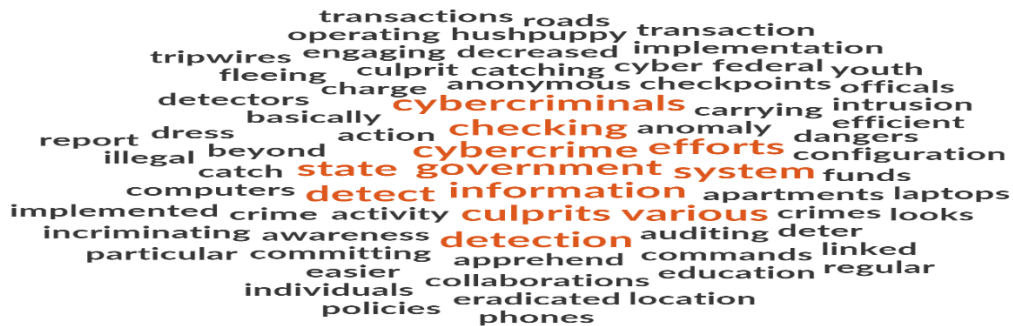 transactions roads
operating hushpuppy transaction
tripwires engaging decreased implementation
fleeing culprit catching cyber federal youth
charge anonymous checkpoints officals
detectors cybercriminals carrying intrusion
basically checking anomaly efficient
report dress action dangers
illegal beyond cybercrime efforts configuration
catch state government system funds
computers detect information apartments laptops
implemented crime activity culprits various crimes looks
incriminating awareness detection auditing deter
particular committing apprehend commands linked
easier collaborations education regular
individuals eradicated location
policies phones